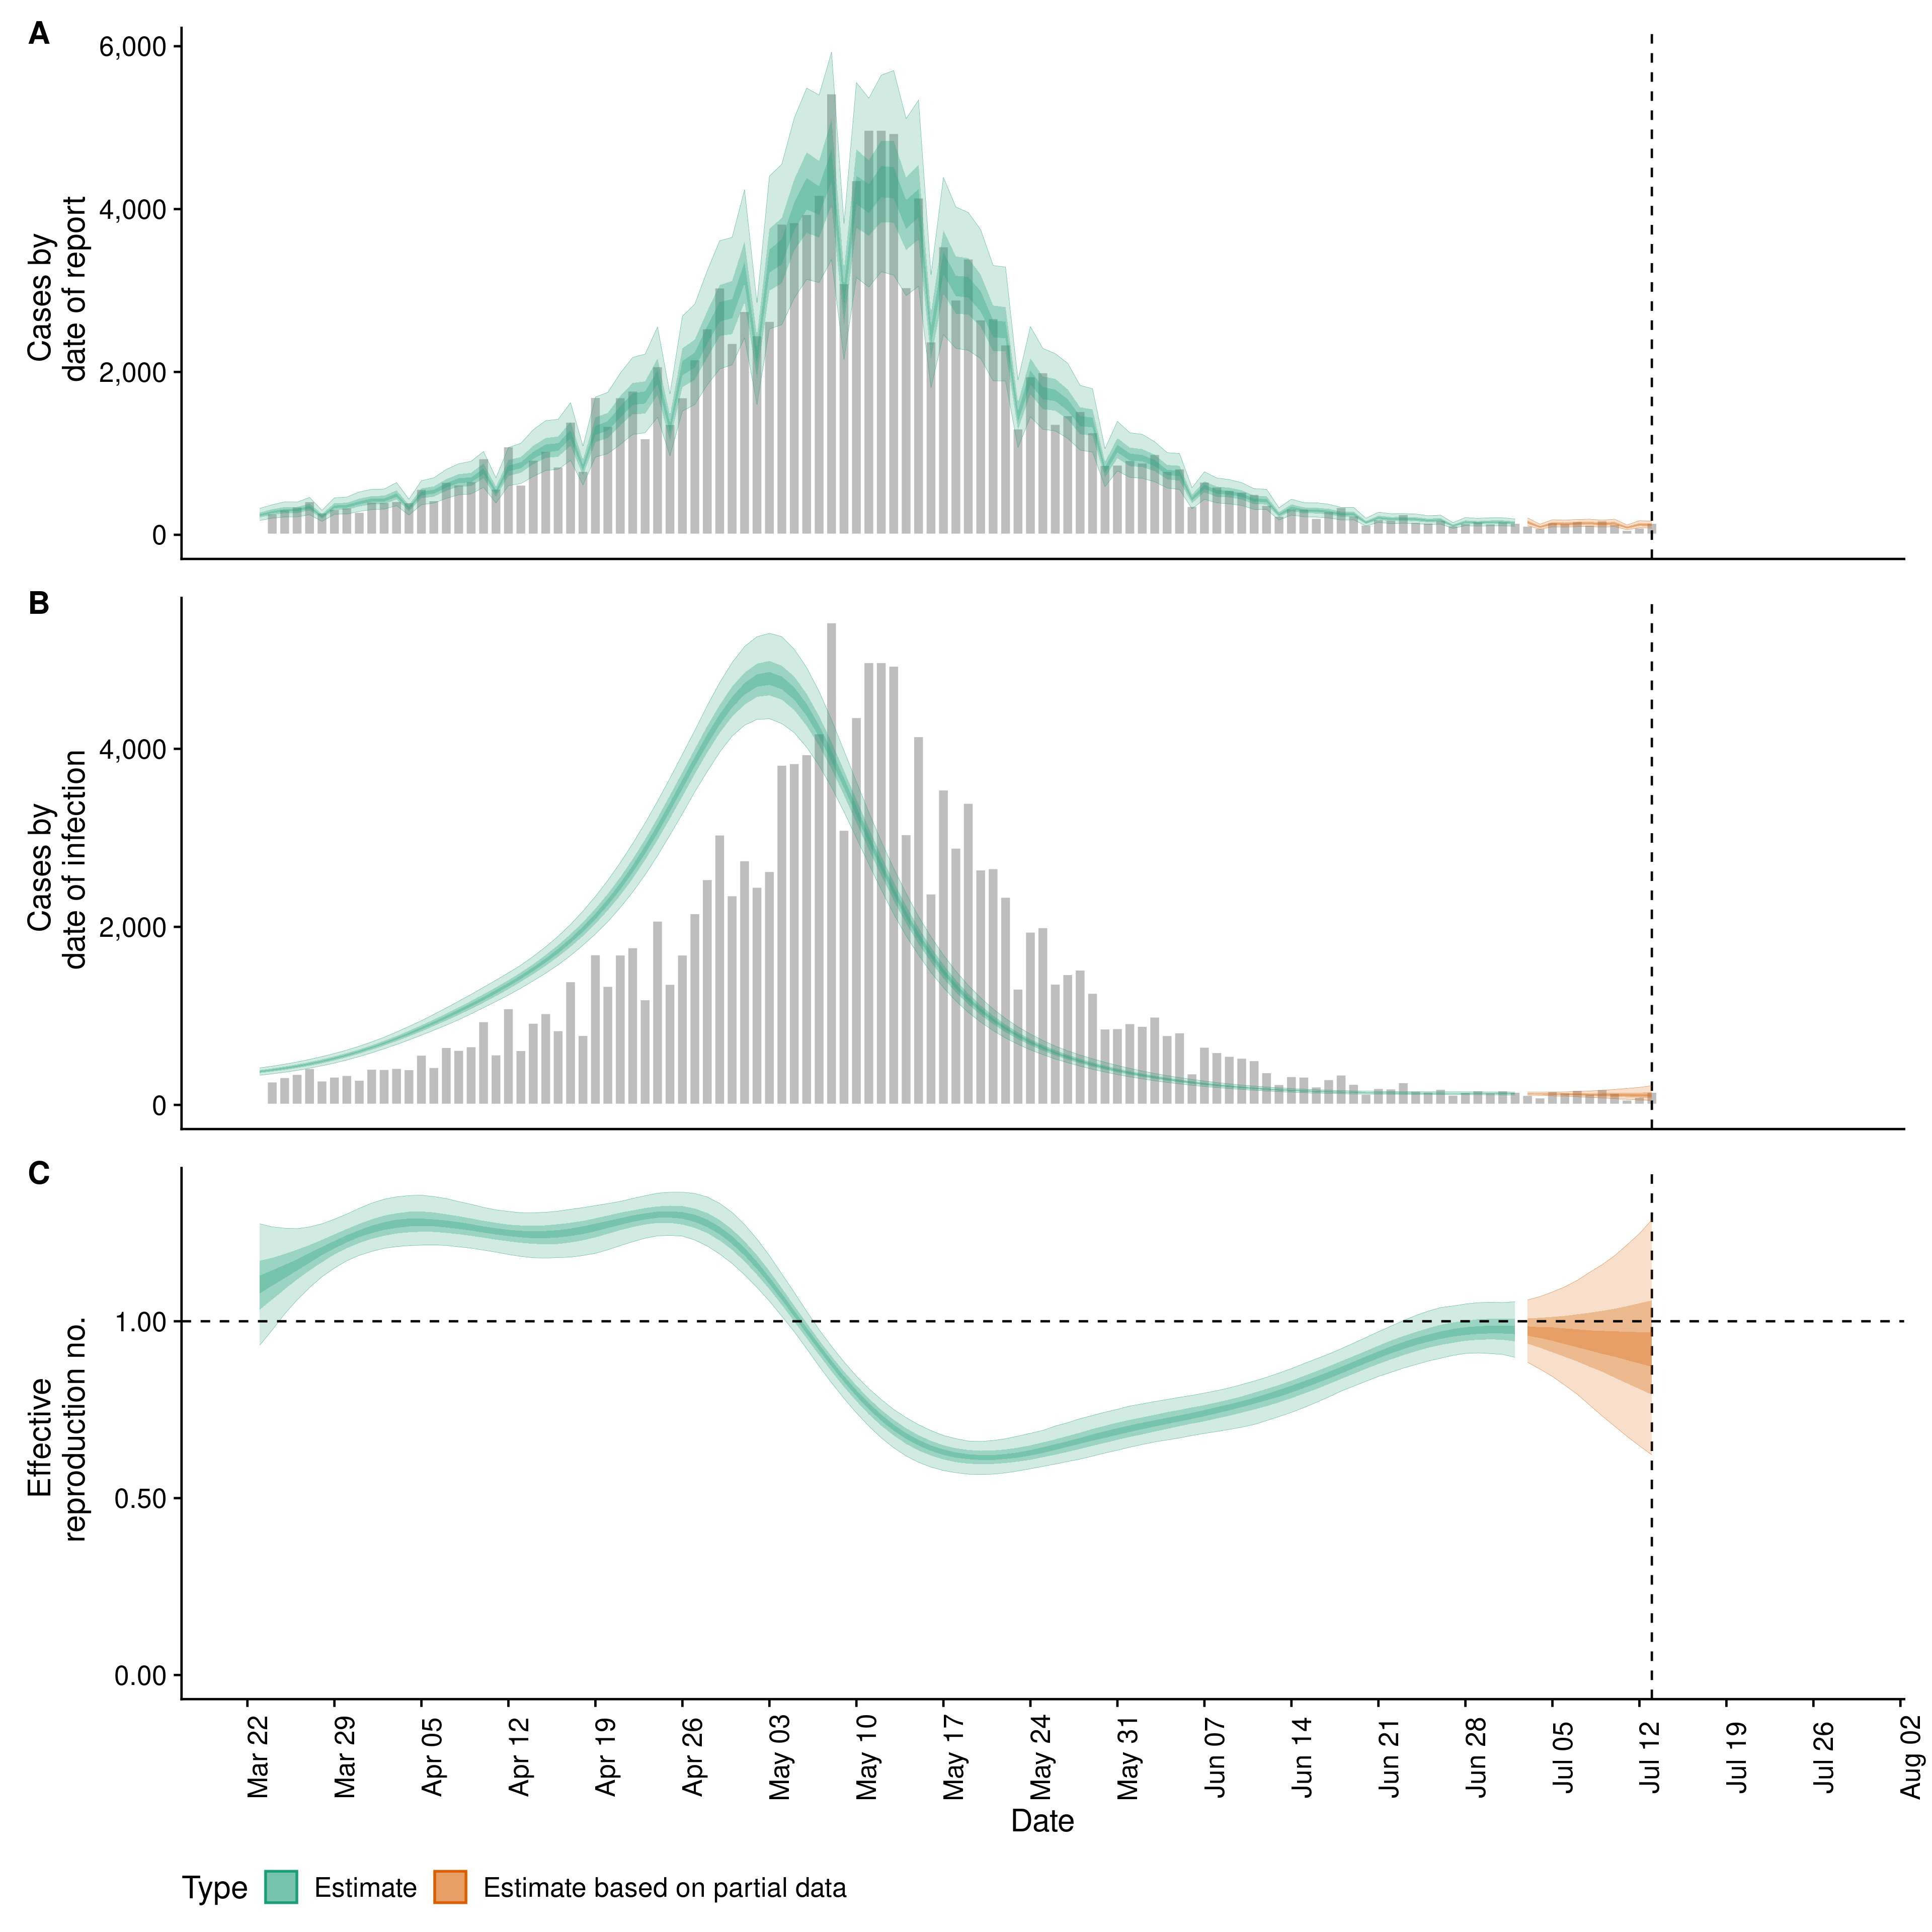 A
6,000
4,000
2,000
0
Cases by
date of report
B
4,000
2,000
0
Cases by
date of infection
C
1.00
0.50
0.00
Effective
reproduction no.
Mar 22
Mar 29
Apr 05
Apr 12
Apr 19
Apr 26
May 03
May 10
May 17
May 24
May 31
Jun 07
Jun 14
Jun 21
Jun 28
Jul 05
Jul 12
Jul 19
Jul 26
Aug 02
Date
Type Estimate Estimate based on partial data